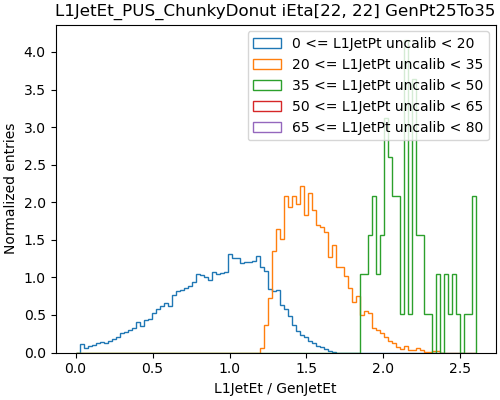 L1JetEt_PUS_ChunkyDonut iEta[22, 22] GenPt25To35
0 <= L1JetPt uncalib < 20
20 <= L1JetPt uncalib < 35
35 <= L1JetPt uncalib < 50
50 <= L1JetPt uncalib < 65
65 <= L1JetPt uncalib < 80
Normalized entries
4.0
3.5
3.0
2.5
2.0
1.5
1.0
0.5
0.0
0.0 0.5 1.0 1.5 2.0 2.5
L1JetEt / GenJetEt